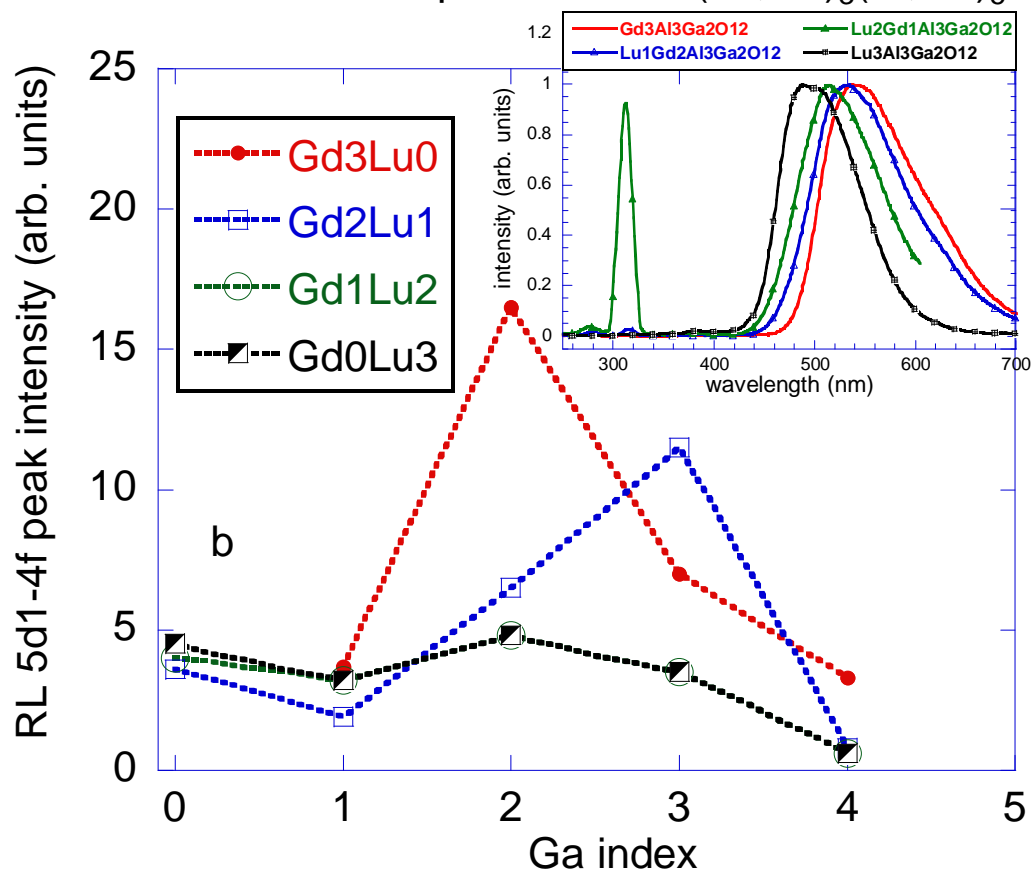 1.2
Gd3Al3Ga2O12
Lu2Gd1Al3Ga2O12
Lu1Gd2Al3Ga2O12
Lu3Al3Ga2O12
RL 5d1-4f peak intensity (arb. units)
25
20
15
10
5
0
Gd3Lu0
Gd2Lu1
Gd1Lu2
Gd0Lu3
b
intensity (arb. units)
1
0.8
0.6
0.4
0.2
0
300 400 500 600 700
wavelength (nm)
0 1 2 3 4 5
Ga index